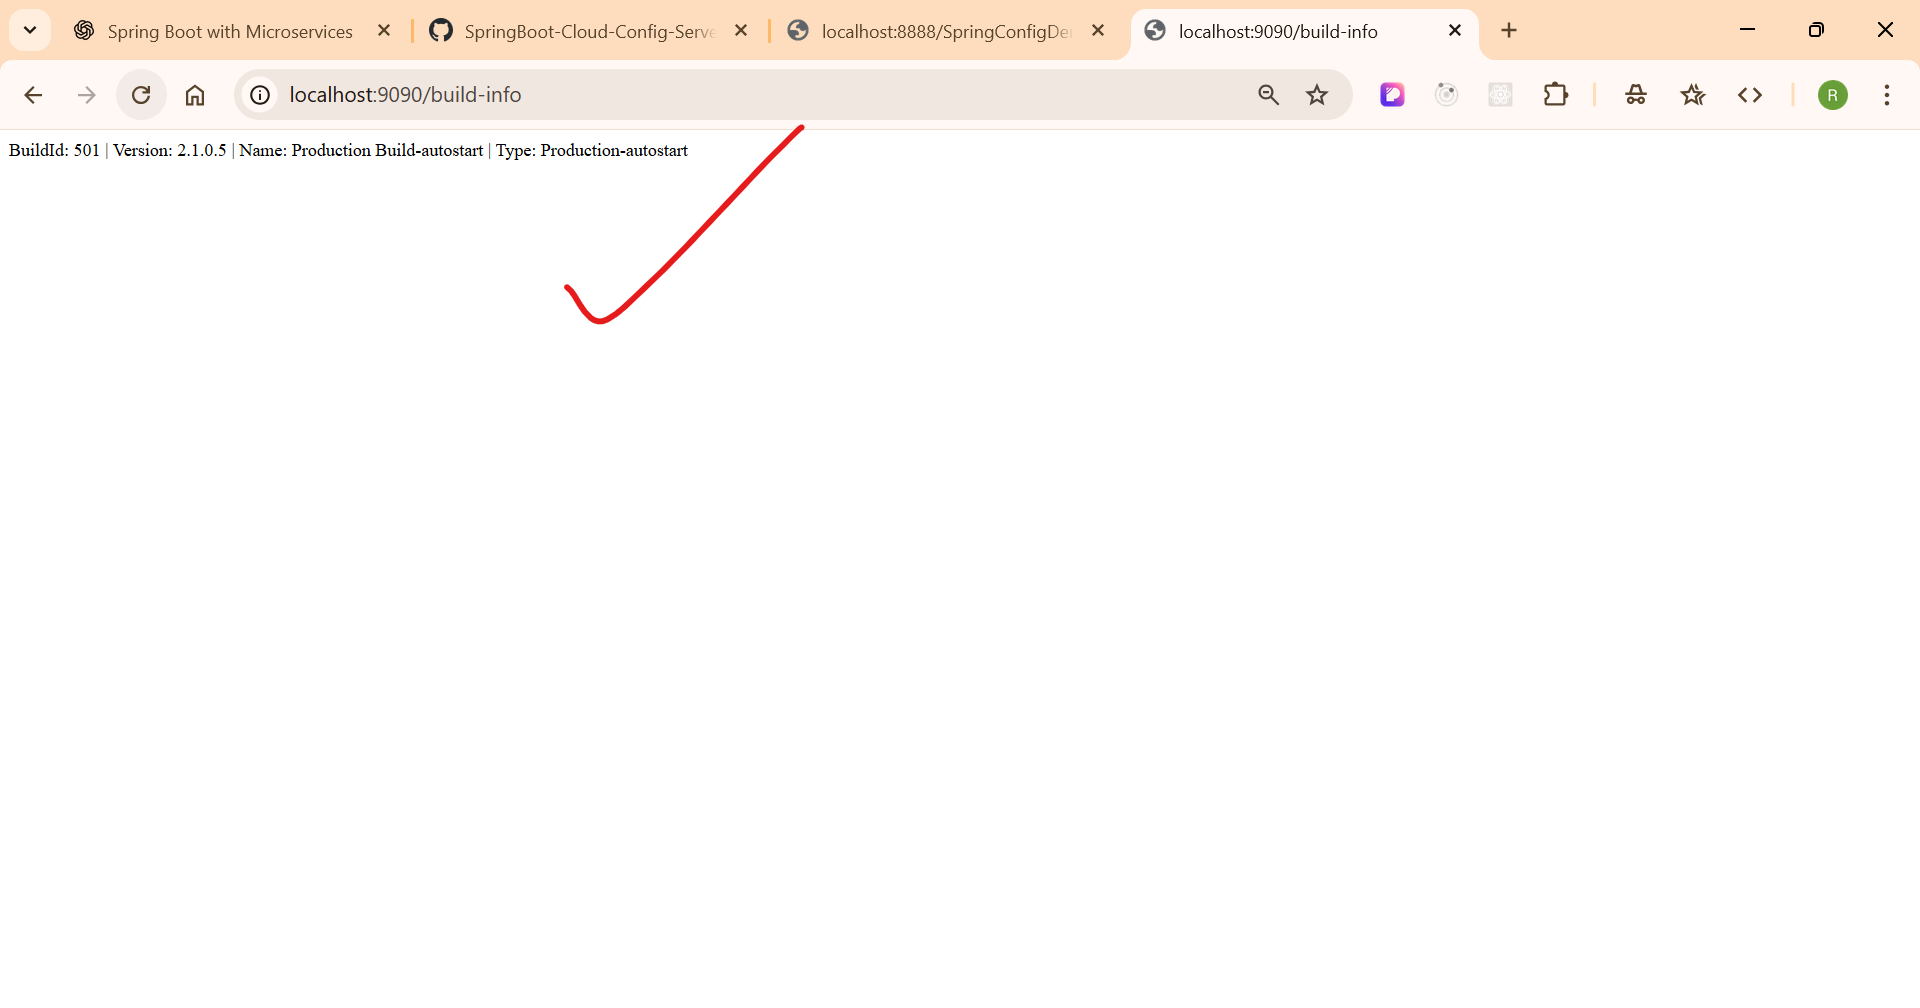 Spring Boot with Microservices
SpringBoot-Cloud-Config-Serve
localhost:8888/SpringConfigDe
localhost:9090/build-info
localhost:9090/build-info
R
BuildId: 501 | Version: 2.1.0.5 | Name: Production Build-autostart | Type: Production-autostart